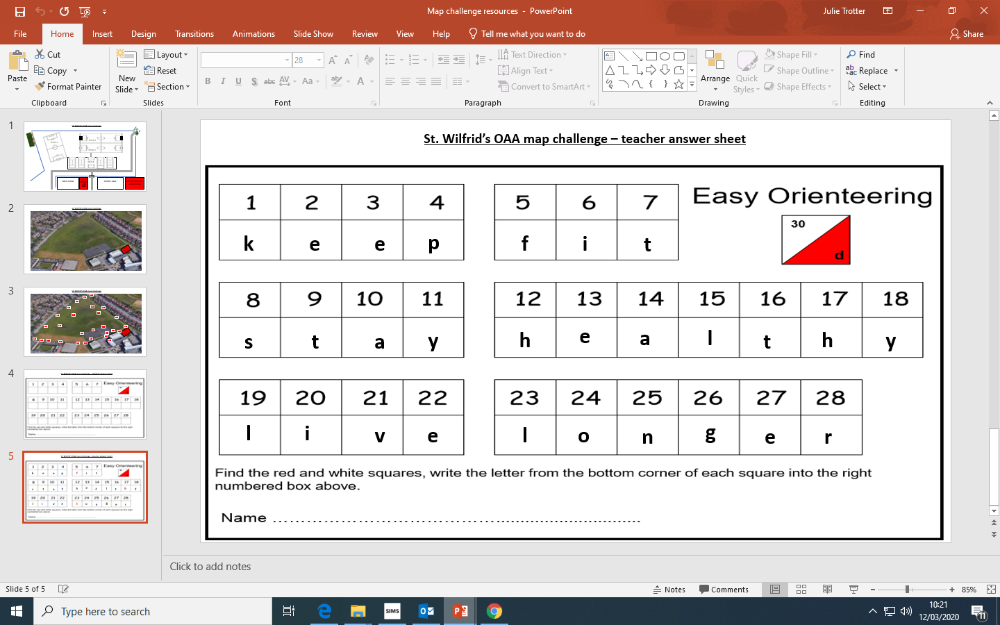 Map challenge resources - PowerPoint
Julie Trotter
File Home Insert Design Transitions Animations Slide Show Review View Help Tell me what you want to do Share
Paste
Cut
Copy
Format Painter
Clipboard
New Slide
Layout
Reset
Section
Slides
28
B I U S abc AV Aa A
Font
Text Direction
Align Text
Convert to SmartArt
Paragraph
Arrange
Quick Styles
Shape Fill
Shape Outline
Shape Effects
Drawing
Find
Replace
Select
Editing
1
2
3
4
5
St. Wilfrid's OAA map challenge – teacher answer sheet
Easy Orienteering
30
d
1 2 3 4 5 6 7
k e e p f i t
8 9 10 11 12 13 14 15 16 17 18
s t a y h e a l t h y
19 20 21 22 23 24 25 26 27 28
l i v e l o n g e r
Find the red and white squares, write the letter from the bottom corner of each square into the right
numbered box above.
Name ………………………………………….................................
Click to add notes
Slide 5 of 5
Notes Comments 85%
Type here to search
SIMS
10:21
12/03/2020
11